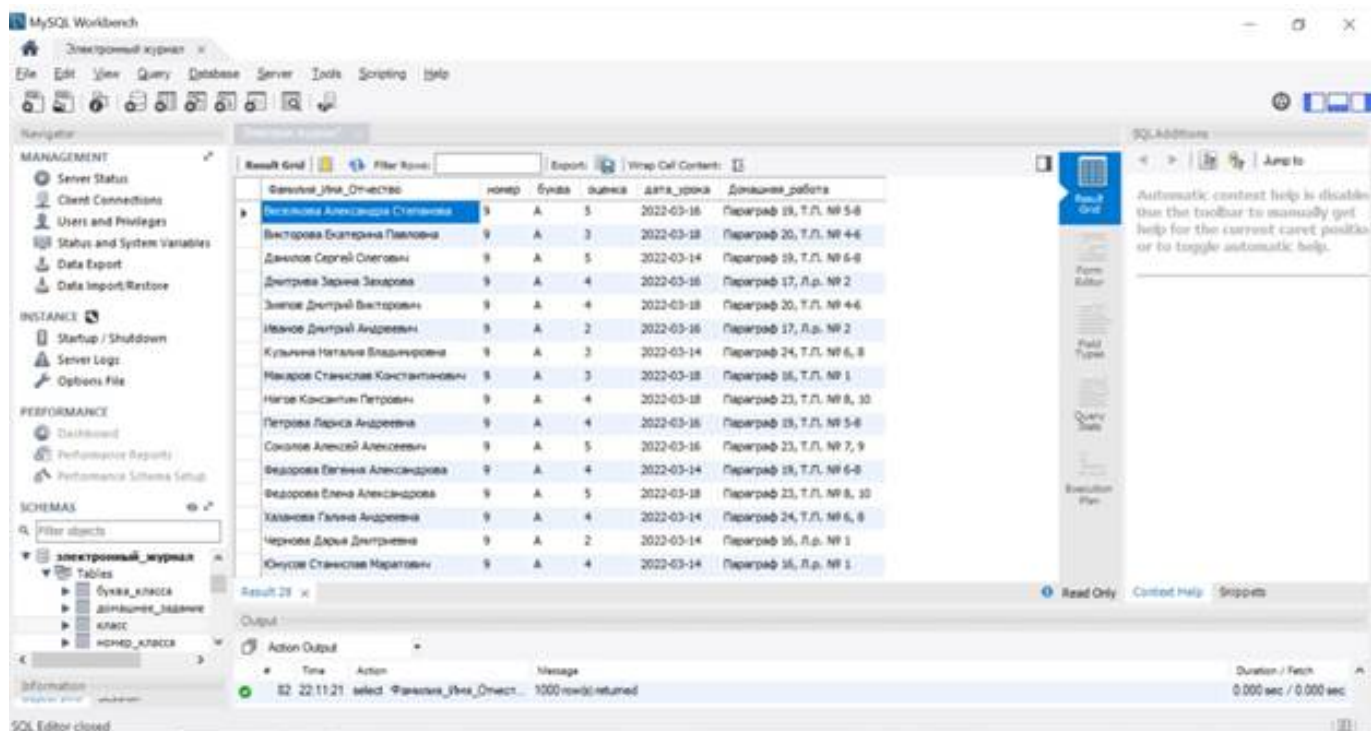 MySQL Workbench
Электронный журнал
File Edit View Query Database Server Tools Scripting Help
Navigator
SQLAdditions
MANAGEMENT
Server Status
Client Connections
Users and Privileges
Status and System Variables
Data Export
Data Import/Restore
INSTANCE
Startup / Shutdown
Server Logs
Options File
PERFORMANCE
Dashboard
Performance Reports
Performance Schema Setup
SCHEMAS
Filter objects
электронный_журнал
Tables
буква_класса
домашнее_задание
класс
номер_класса
Information
Result Grid Filter Rows: Export: Wrap Cell Content:
Фамилия_Имя_Отчество номер буква оценка дата_урока Домашняя_работа
Веселкова Александра Степановна 9 А 5 2022-03-16 Параграф 19, Т.П. № 5-8
Викторова Екатерина Павловна 9 А 3 2022-03-18 Параграф 20, Т.П. № 4-6
Данилов Сергей Олегович 9 А 5 2022-03-14 Параграф 19, Т.П. № 6-8
Дмитриева Зарина Захаровна 9 А 4 2022-03-16 Параграф 17, Л.р. № 2
Дмитрий Викторович 9 А 4 2022-03-18 Параграф 20, Т.П. № 4-6
Иванов Дмитрий Андреевич 9 А 2 2022-03-16 Параграф 17, Л.р. № 2
Кузьмина Наталия Владимировна 9 А 3 2022-03-14 Параграф 24, Т.П. № 6, 8
Макаров Станислав Константинович 9 А 3 2022-03-18 Параграф 16, Т.П. № 1
Петрович 9 А 4 2022-03-18 Параграф 23, Т.П. № 8, 10
Петрова Лариса Андреевна 9 А 4 2022-03-16 Параграф 19, Т.П. № 5-8
Соколов Алексей Алексеевич 9 А 5 2022-03-16 Параграф 23, Т.П. № 7, 9
Федорова Евгения Александрова 9 А 4 2022-03-14 Параграф 19, Т.П. № 6-8
Федорова Елена Александрова 9 А 5 2022-03-18 Параграф 23, Т.П. № 8, 10
Галина Андреевна 9 А 4 2022-03-14 Параграф 24, Т.П. № 6, 8
Чернова Дарья Дмитриевна 9 А 2 2022-03-14 Параграф 16, Л.р. № 1
Юнусов Станислав Маратович 9 А 4 2022-03-14 Параграф 16, Л.р. № 1
Result Grid
Form Editor
Field Types
Query Stats
Execution Plan
Jump to
Automatic context help is disable
Use the toolbar to manually get
help for the current caret positio
or to toggle automatic help.
Result 28
Read Only
Context Help Snippets
Output
Action Output
# Time Action Message Duration / Fetch
82 22:11:21 select Фамилия_Имя_Отчест... 1000 row(s) returned 0.000 sec / 0.000 sec
SQL Editor closed